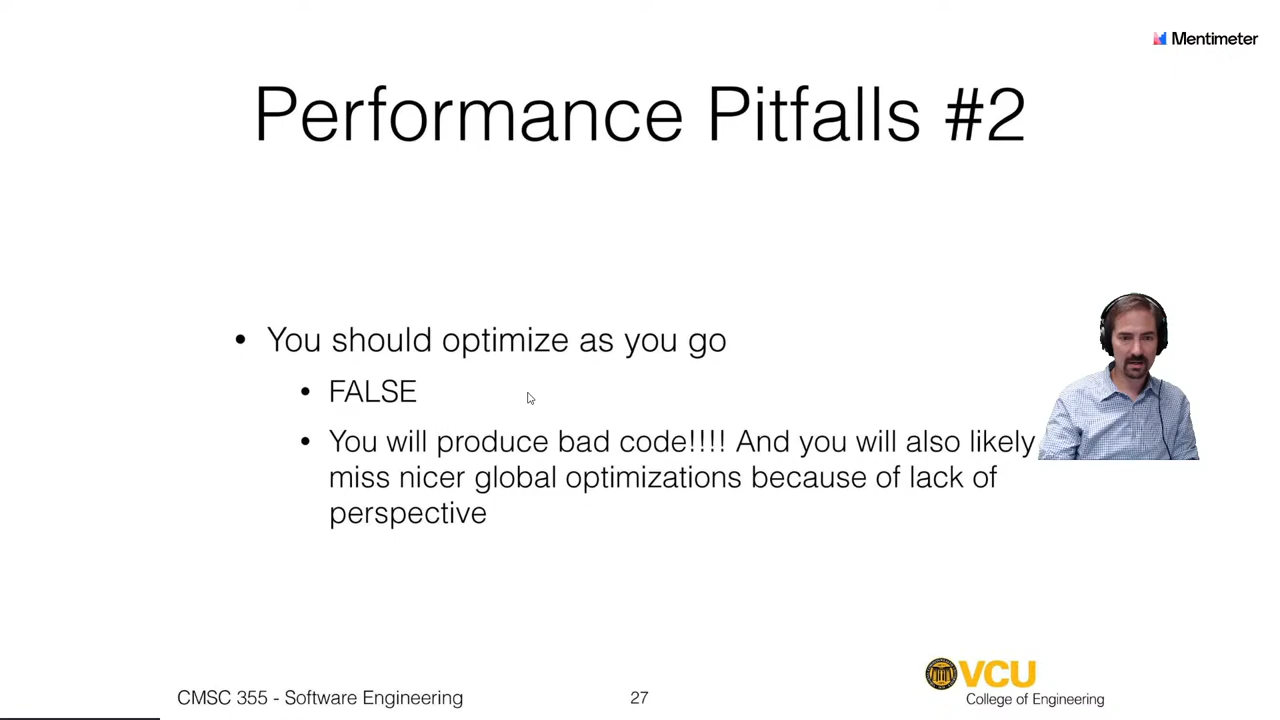 Mentimeter
Performance Pitfalls #2
• You should optimize as you go
• FALSE
• You will produce bad code!!!! And you will also likely
miss nicer global optimizations because of lack of
perspective
CMSC 355 - Software Engineering
27
VCU
College of Engineering